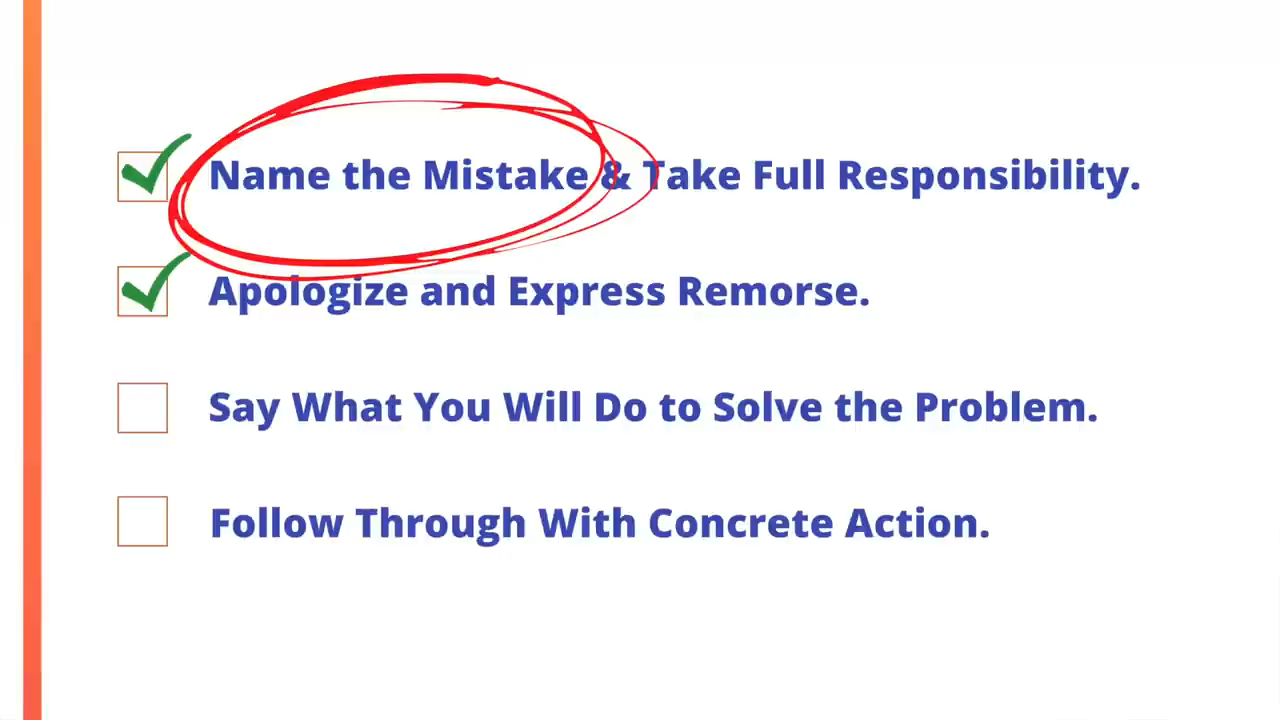 Name the Mistake & Take Full Responsibility.
Apologize and Express Remorse.
Say What You Will Do to Solve the Problem.
Follow Through With Concrete Action.